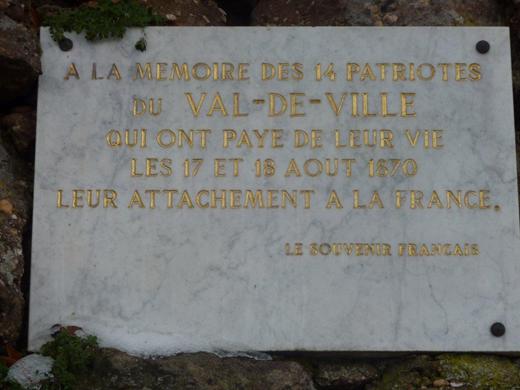 A LA MEMOIRE DES 14 PATRIOTES
DU VAL-DE-VILLE
QUI ONT PAYE DE LEUR VIE
LES 17 ET 18 AOUT 1870
LEUR ATTACHEMENT A LA FRANCE.
LE SOUVENIR FRANCAIS